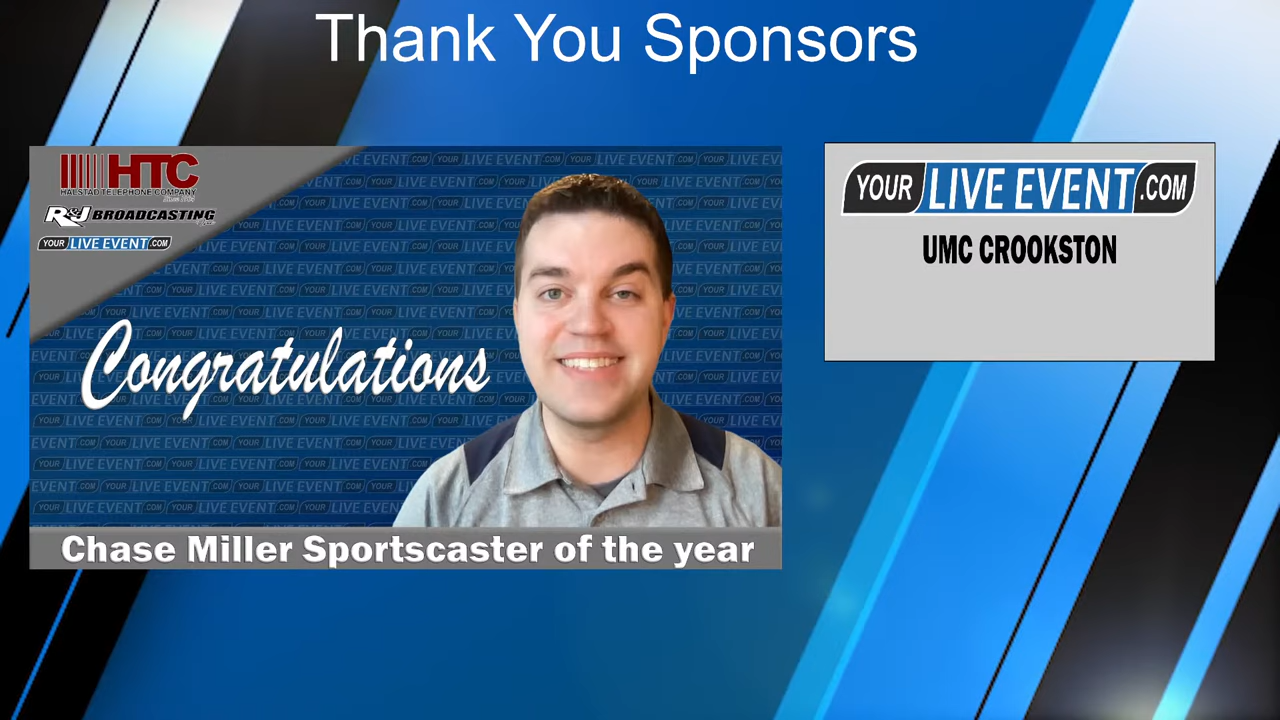 Thank You Sponsors
HTC
HALSTAD TELEPHONE COMPANY
R&J BROADCASTING
YOUR LIVE EVENT.COM
Congratulations
Chase Miller Sportscaster of the year
YOUR LIVE EVENT.COM
UMC CROOKSTON